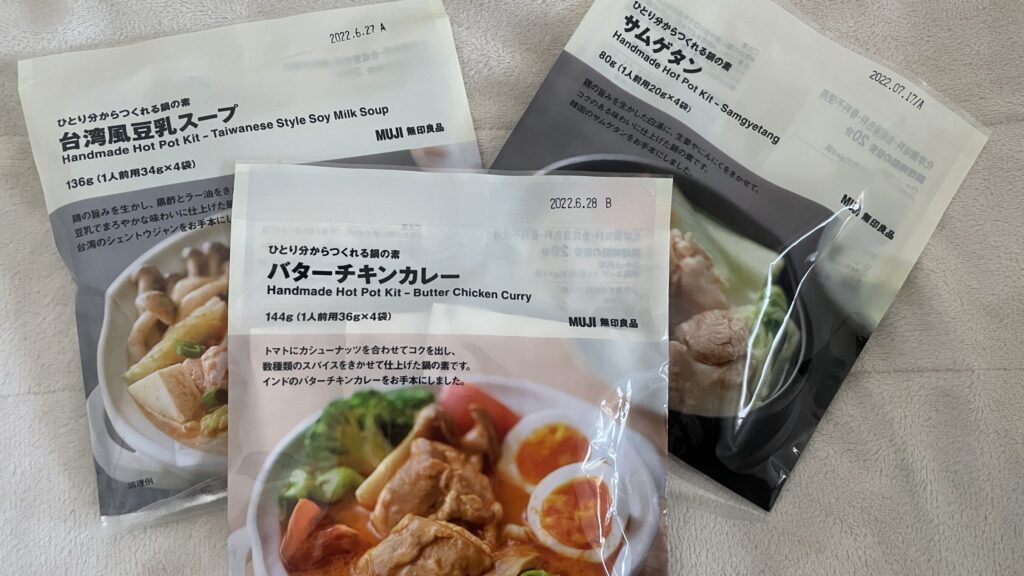 2022.6.27 A
ひとり分からつくれる鍋の素
台湾風豆乳スープ
Handmade Hot Pot Kit – Taiwanese Style Soy Milk Soup
136g (1人前用34g×4袋)
MUJI 無印良品
鶏の旨みを生かし、黒酢とラー油をき
豆乳でまろやかな味わいに仕上げた
台湾のシェントウジャンをお手本にし
調理例
2022.6.28 B
ひとり分からつくれる鍋の素
バターチキンカレー
Handmade Hot Pot Kit – Butter Chicken Curry
144g (1人前用36g×4袋)
MUJI 無印良品
トマトにカシューナッツを合わせてコクを出し、
数種類のスパイスをきかせて仕上げた鍋の素です。
インドのバターチキンカレーをお手本にしました。
2022.07.17/A
ひとり分からつくれる鍋の素
サムゲタン
Handmade Hot Pot Kit – Samgyetang
80g (1人前用20g×4袋)
MUJI 無印良品
鶏の旨みを生かした白湯に、生姜やにんにくをきかせて、
コクのある味わいに仕上げた鍋の素です。
韓国のサムゲタンをお手本にしました。